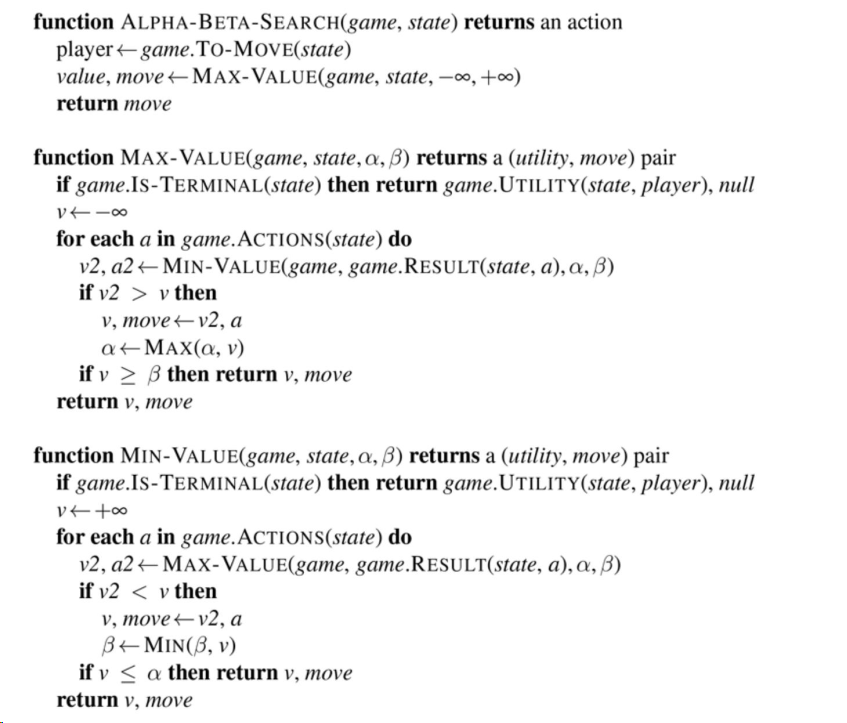 function ALPHA-BETA-SEARCH(game, state) returns an action
player ← game.TO-MOVE(state)
value, move ← MAX-VALUE(game, state, −∞, +∞)
return move
function MAX-VALUE(game, state, α, β) returns a (utility, move) pair
if game.IS-TERMINAL(state) then return game.UTILITY(state, player), null
v ← −∞
for each a in game.ACTIONS(state) do
v2, a2 ← MIN-VALUE(game, game.RESULT(state, a), α, β)
if v2 > v then
v, move ← v2, a
α ← MAX(α, v)
if v ≥ β then return v, move
return v, move
function MIN-VALUE(game, state, α, β) returns a (utility, move) pair
if game.IS-TERMINAL(state) then return game.UTILITY(state, player), null
v ← +∞
for each a in game.ACTIONS(state) do
v2, a2 ← MAX-VALUE(game, game.RESULT(state, a), α, β)
if v2 < v then
v, move ← v2, a
β ← MIN(β, v)
if v ≤ α then return v, move
return v, move